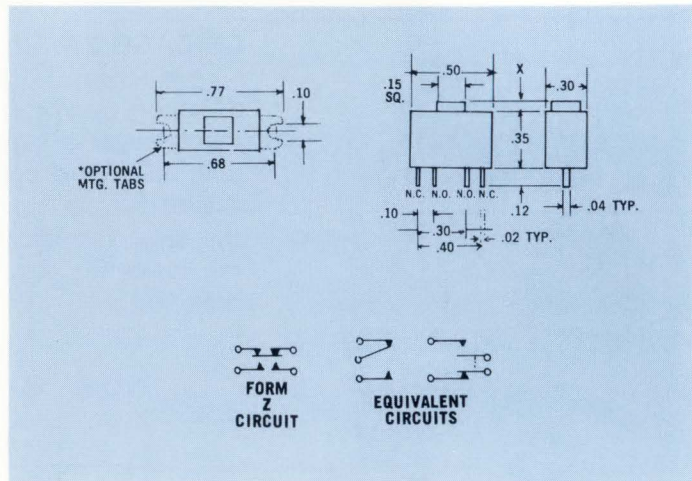 .77
.10
.68
*OPTIONAL
MTG. TABS
.50
X
.30
.15
SQ.
.35
N.C. N.O. N.O. N.C.
.12
.10
.04 TYP.
.30
.02 TYP.
.40
FORM
Z
CIRCUIT
EQUIVALENT
CIRCUITS